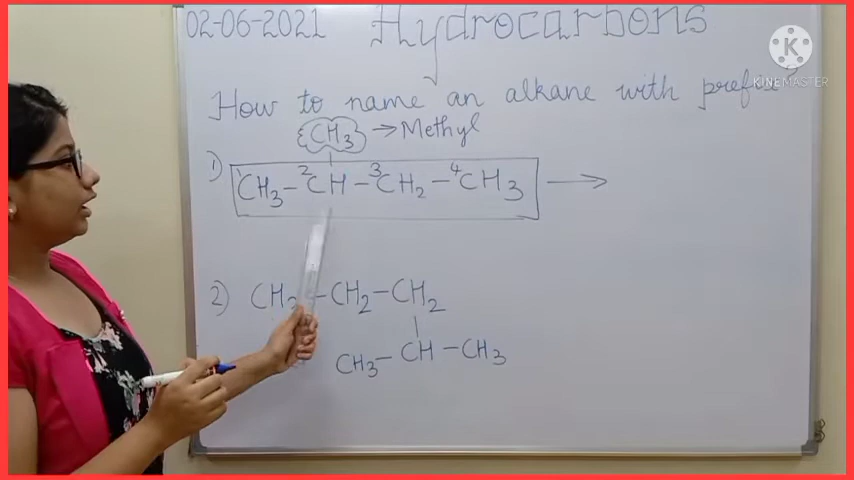 02-06-2021 Hydrocarbons
K
KINEMASTER
How to name an alkane with prefix?
CH3 → Methyl
1) 1CH3 - 2CH - 3CH2 - 4CH3 →
2) CH3 - CH2 - CH2
CH3 - CH - CH3